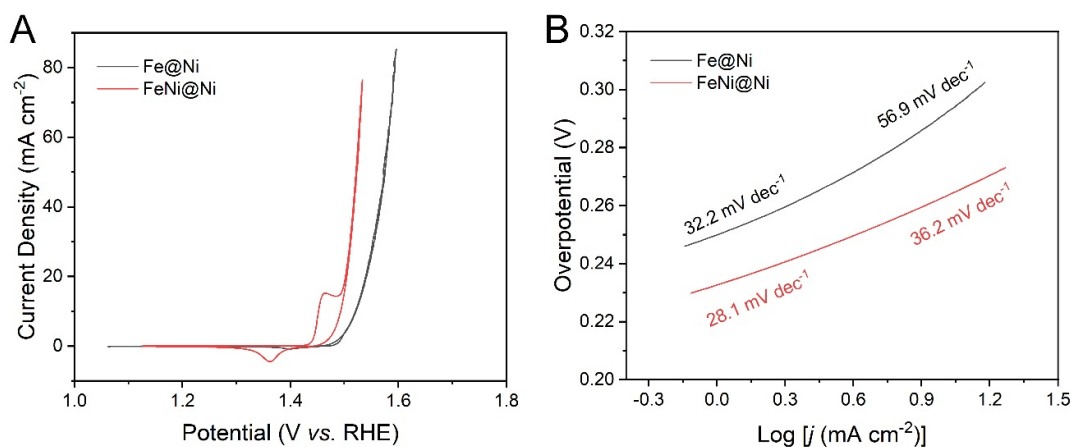 A
Fe@Ni
FeNi@Ni
80
60
40
20
0
Current Density (mA cm⁻²)
1.0
1.2
1.4
1.6
1.8
Potential (V vs. RHE)
B
Fe@Ni
FeNi@Ni
0.32
0.30
0.28
0.26
0.24
0.22
0.20
Overpotential (V)
56.9 mV dec⁻¹
32.2 mV dec⁻¹
36.2 mV dec⁻¹
28.1 mV dec⁻¹
-0.3
0.0
0.3
0.6
0.9
1.2
1.5
Log [j (mA cm⁻²)]